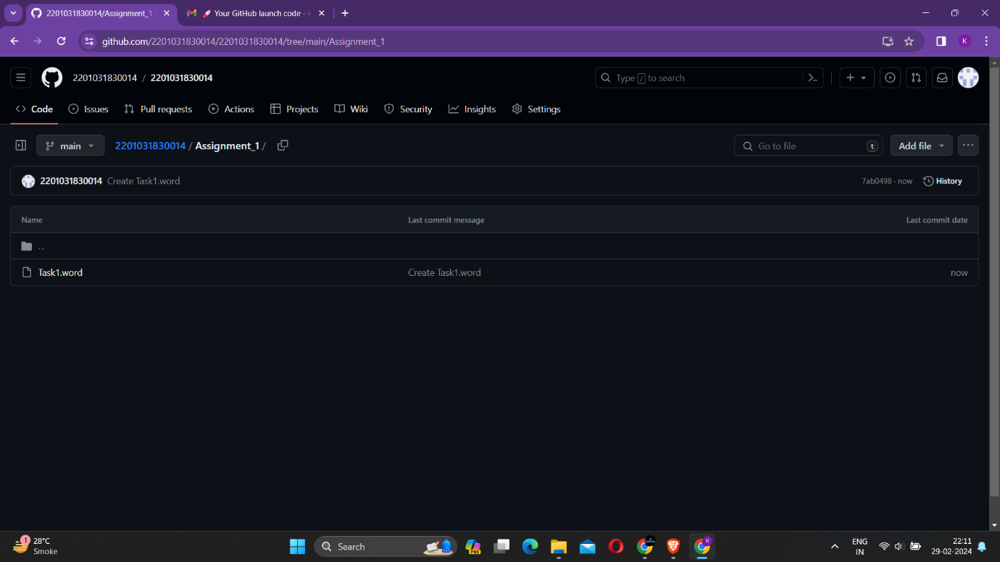 2201031830014/Assignment_1
🚀 Your GitHub launch code -
github.com/2201031830014/2201031830014/tree/main/Assignment_1
K
2201031830014 / 2201031830014
Type / to search
Code Issues Pull requests Actions Projects Wiki Security Insights Settings
main
2201031830014 / Assignment_1 /
Go to file t
Add file
2201031830014 Create Task1.word
7ab0498 · now History
Name Last commit message Last commit date
..
Task1.word Create Task1.word now
1
28°C
Smoke
Search
PRE
K
ENG
IN
22:11
29-02-2024